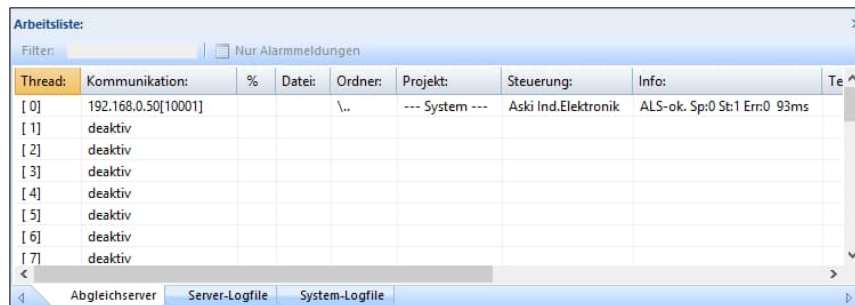 Arbeitsliste:
Filter: Nur Alarmmeldungen
Thread: Kommunikation: % Datei: Ordner: Projekt: Steuerung: Info: Te
[ 0] 192.168.0.50[10001] \.. --- System --- Aski Ind.Elektronik ALS-ok. Sp:0 St:1 Err:0 93ms
[ 1] deaktiv
[ 2] deaktiv
[ 3] deaktiv
[ 4] deaktiv
[ 5] deaktiv
[ 6] deaktiv
[ 7] deaktiv
Abgleichserver Server-Logfile System-Logfile